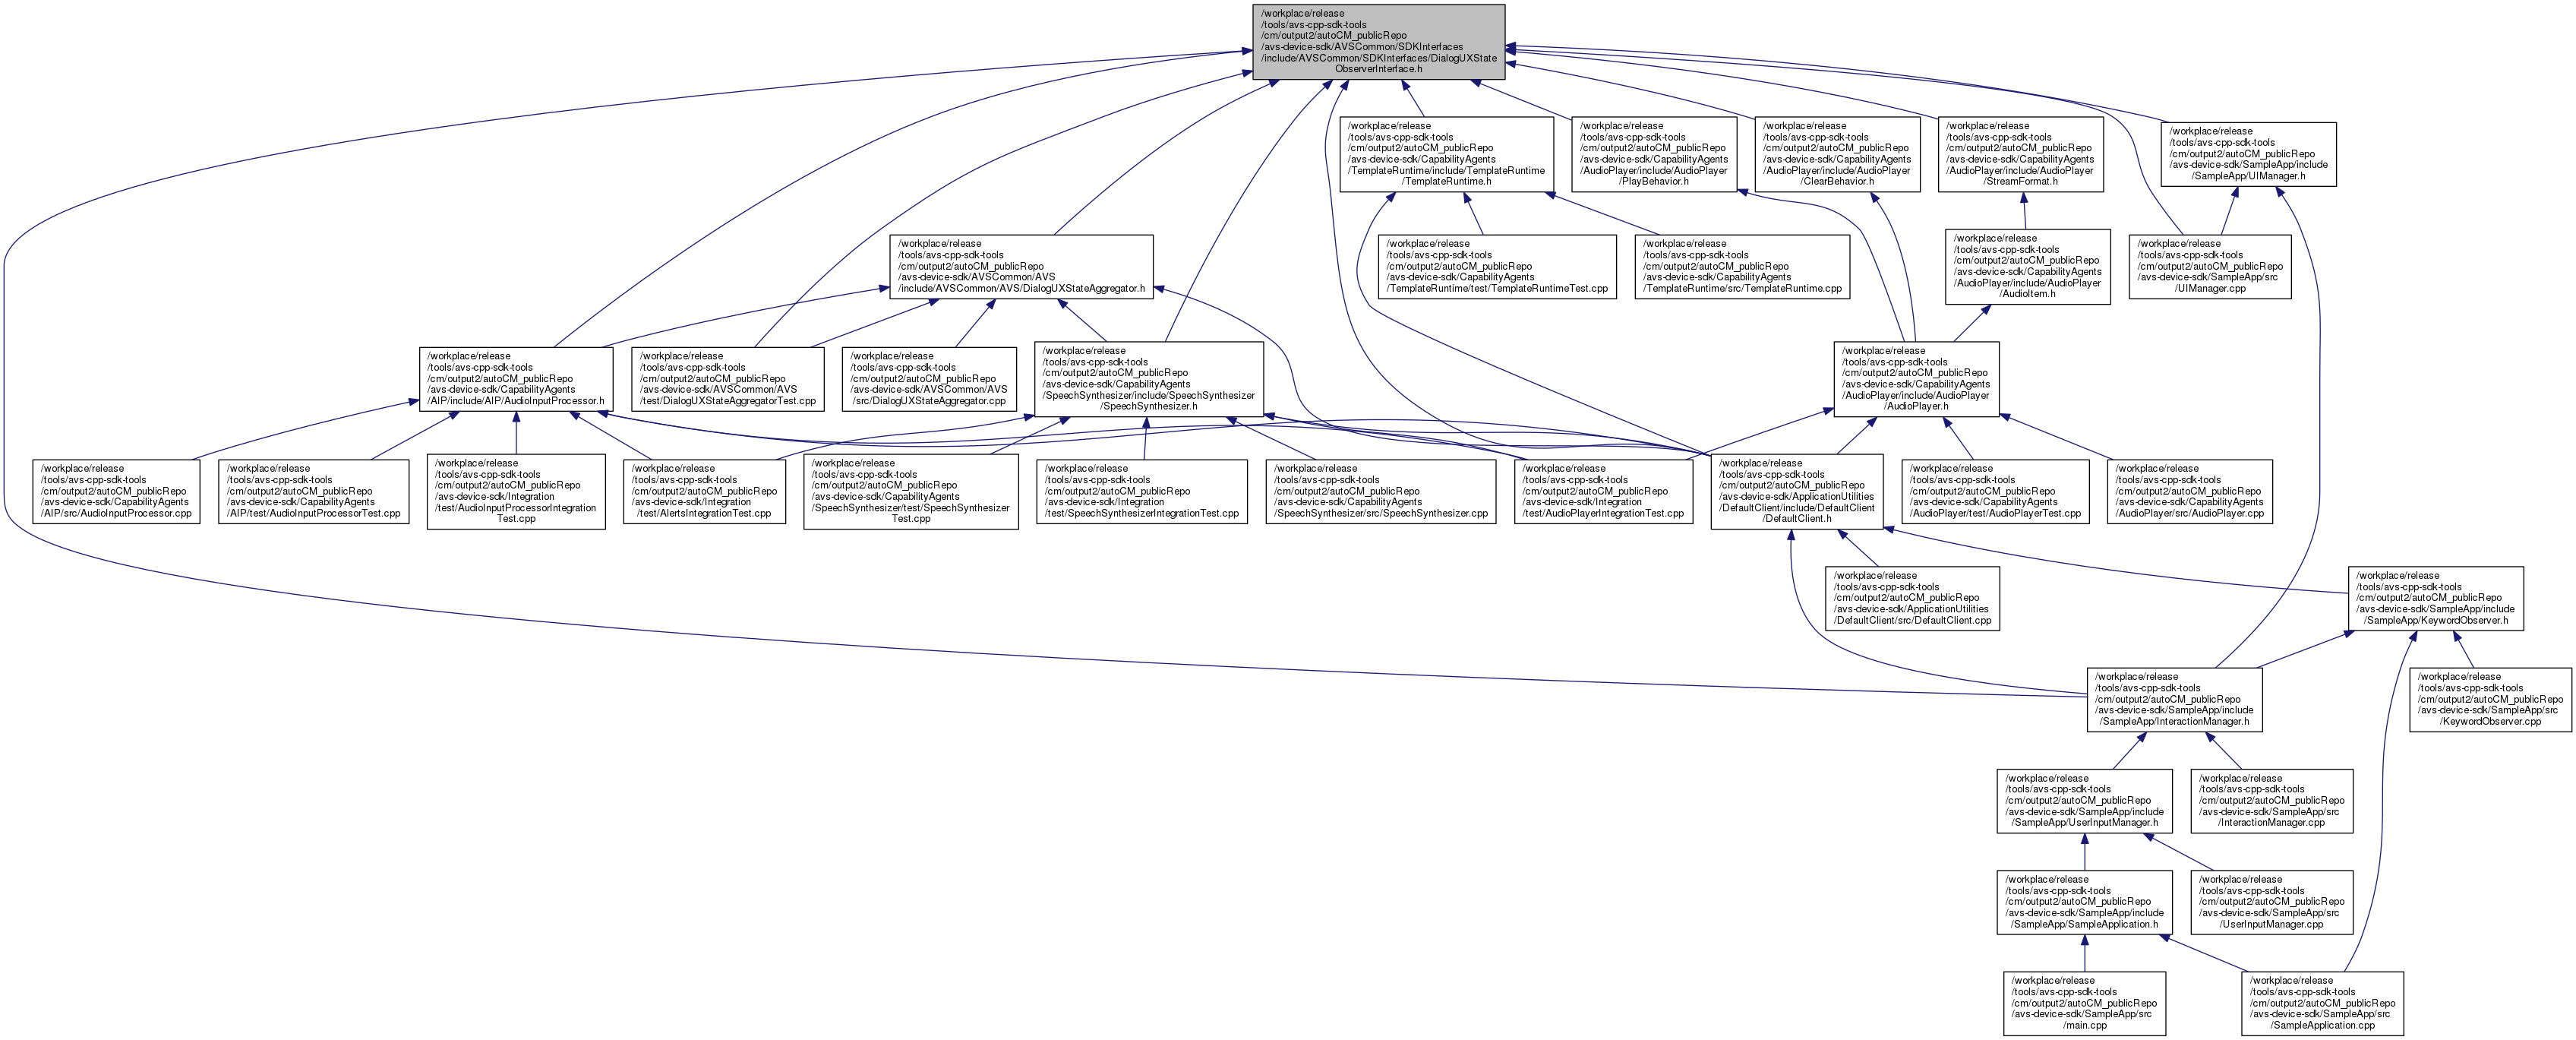 /workplace/release
/tools/avs-cpp-sdk-tools
/cm/output2/autoCM_publicRepo
/avs-device-sdk/AVSCommon/SDKInterfaces
/include/AVSCommon/SDKInterfaces/DialogUXState
ObserverInterface.h
/workplace/release
/tools/avs-cpp-sdk-tools
/cm/output2/autoCM_publicRepo
/avs-device-sdk/CapabilityAgents
/TemplateRuntime/include/TemplateRuntime
/TemplateRuntime.h
/workplace/release
/tools/avs-cpp-sdk-tools
/cm/output2/autoCM_publicRepo
/avs-device-sdk/CapabilityAgents
/AudioPlayer/include/AudioPlayer
/PlayBehavior.h
/workplace/release
/tools/avs-cpp-sdk-tools
/cm/output2/autoCM_publicRepo
/avs-device-sdk/CapabilityAgents
/AudioPlayer/include/AudioPlayer
/ClearBehavior.h
/workplace/release
/tools/avs-cpp-sdk-tools
/cm/output2/autoCM_publicRepo
/avs-device-sdk/CapabilityAgents
/AudioPlayer/include/AudioPlayer
/StreamFormat.h
/workplace/release
/tools/avs-cpp-sdk-tools
/cm/output2/autoCM_publicRepo
/avs-device-sdk/SampleApp/include
/SampleApp/UIManager.h
/workplace/release
/tools/avs-cpp-sdk-tools
/cm/output2/autoCM_publicRepo
/avs-device-sdk/AVSCommon/AVS
/include/AVSCommon/AVS/DialogUXStateAggregator.h
/workplace/release
/tools/avs-cpp-sdk-tools
/cm/output2/autoCM_publicRepo
/avs-device-sdk/CapabilityAgents
/TemplateRuntime/test/TemplateRuntimeTest.cpp
/workplace/release
/tools/avs-cpp-sdk-tools
/cm/output2/autoCM_publicRepo
/avs-device-sdk/CapabilityAgents
/TemplateRuntime/src/TemplateRuntime.cpp
/workplace/release
/tools/avs-cpp-sdk-tools
/cm/output2/autoCM_publicRepo
/avs-device-sdk/CapabilityAgents
/AudioPlayer/include/AudioPlayer
/AudioItem.h
/workplace/release
/tools/avs-cpp-sdk-tools
/cm/output2/autoCM_publicRepo
/avs-device-sdk/SampleApp/src
/UIManager.cpp
/workplace/release
/tools/avs-cpp-sdk-tools
/cm/output2/autoCM_publicRepo
/avs-device-sdk/CapabilityAgents
/AIP/include/AIP/AudioInputProcessor.h
/workplace/release
/tools/avs-cpp-sdk-tools
/cm/output2/autoCM_publicRepo
/avs-device-sdk/AVSCommon/AVS
/test/DialogUXStateAggregatorTest.cpp
/workplace/release
/tools/avs-cpp-sdk-tools
/cm/output2/autoCM_publicRepo
/avs-device-sdk/AVSCommon/AVS
/src/DialogUXStateAggregator.cpp
/workplace/release
/tools/avs-cpp-sdk-tools
/cm/output2/autoCM_publicRepo
/avs-device-sdk/CapabilityAgents
/SpeechSynthesizer/include/SpeechSynthesizer
/SpeechSynthesizer.h
/workplace/release
/tools/avs-cpp-sdk-tools
/cm/output2/autoCM_publicRepo
/avs-device-sdk/CapabilityAgents
/AudioPlayer/include/AudioPlayer
/AudioPlayer.h
/workplace/release
/tools/avs-cpp-sdk-tools
/cm/output2/autoCM_publicRepo
/avs-device-sdk/CapabilityAgents
/AIP/src/AudioInputProcessor.cpp
/workplace/release
/tools/avs-cpp-sdk-tools
/cm/output2/autoCM_publicRepo
/avs-device-sdk/CapabilityAgents
/AIP/test/AudioInputProcessorTest.cpp
/workplace/release
/tools/avs-cpp-sdk-tools
/cm/output2/autoCM_publicRepo
/avs-device-sdk/Integration
/test/AudioInputProcessorIntegration
Test.cpp
/workplace/release
/tools/avs-cpp-sdk-tools
/cm/output2/autoCM_publicRepo
/avs-device-sdk/Integration
/test/AlertsIntegrationTest.cpp
/workplace/release
/tools/avs-cpp-sdk-tools
/cm/output2/autoCM_publicRepo
/avs-device-sdk/CapabilityAgents
/SpeechSynthesizer/test/SpeechSynthesizer
Test.cpp
/workplace/release
/tools/avs-cpp-sdk-tools
/cm/output2/autoCM_publicRepo
/avs-device-sdk/Integration
/test/SpeechSynthesizerIntegrationTest.cpp
/workplace/release
/tools/avs-cpp-sdk-tools
/cm/output2/autoCM_publicRepo
/avs-device-sdk/CapabilityAgents
/SpeechSynthesizer/src/SpeechSynthesizer.cpp
/workplace/release
/tools/avs-cpp-sdk-tools
/cm/output2/autoCM_publicRepo
/avs-device-sdk/Integration
/test/AudioPlayerIntegrationTest.cpp
/workplace/release
/tools/avs-cpp-sdk-tools
/cm/output2/autoCM_publicRepo
/avs-device-sdk/ApplicationUtilities
/DefaultClient/include/DefaultClient
/DefaultClient.h
/workplace/release
/tools/avs-cpp-sdk-tools
/cm/output2/autoCM_publicRepo
/avs-device-sdk/CapabilityAgents
/AudioPlayer/test/AudioPlayerTest.cpp
/workplace/release
/tools/avs-cpp-sdk-tools
/cm/output2/autoCM_publicRepo
/avs-device-sdk/CapabilityAgents
/AudioPlayer/src/AudioPlayer.cpp
/workplace/release
/tools/avs-cpp-sdk-tools
/cm/output2/autoCM_publicRepo
/avs-device-sdk/ApplicationUtilities
/DefaultClient/src/DefaultClient.cpp
/workplace/release
/tools/avs-cpp-sdk-tools
/cm/output2/autoCM_publicRepo
/avs-device-sdk/SampleApp/include
/SampleApp/KeywordObserver.h
/workplace/release
/tools/avs-cpp-sdk-tools
/cm/output2/autoCM_publicRepo
/avs-device-sdk/SampleApp/include
/SampleApp/InteractionManager.h
/workplace/release
/tools/avs-cpp-sdk-tools
/cm/output2/autoCM_publicRepo
/avs-device-sdk/SampleApp/src
/KeywordObserver.cpp
/workplace/release
/tools/avs-cpp-sdk-tools
/cm/output2/autoCM_publicRepo
/avs-device-sdk/SampleApp/include
/SampleApp/UserInputManager.h
/workplace/release
/tools/avs-cpp-sdk-tools
/cm/output2/autoCM_publicRepo
/avs-device-sdk/SampleApp/src
/InteractionManager.cpp
/workplace/release
/tools/avs-cpp-sdk-tools
/cm/output2/autoCM_publicRepo
/avs-device-sdk/SampleApp/include
/SampleApp/SampleApplication.h
/workplace/release
/tools/avs-cpp-sdk-tools
/cm/output2/autoCM_publicRepo
/avs-device-sdk/SampleApp/src
/UserInputManager.cpp
/workplace/release
/tools/avs-cpp-sdk-tools
/cm/output2/autoCM_publicRepo
/avs-device-sdk/SampleApp/src
/main.cpp
/workplace/release
/tools/avs-cpp-sdk-tools
/cm/output2/autoCM_publicRepo
/avs-device-sdk/SampleApp/src
/SampleApplication.cpp